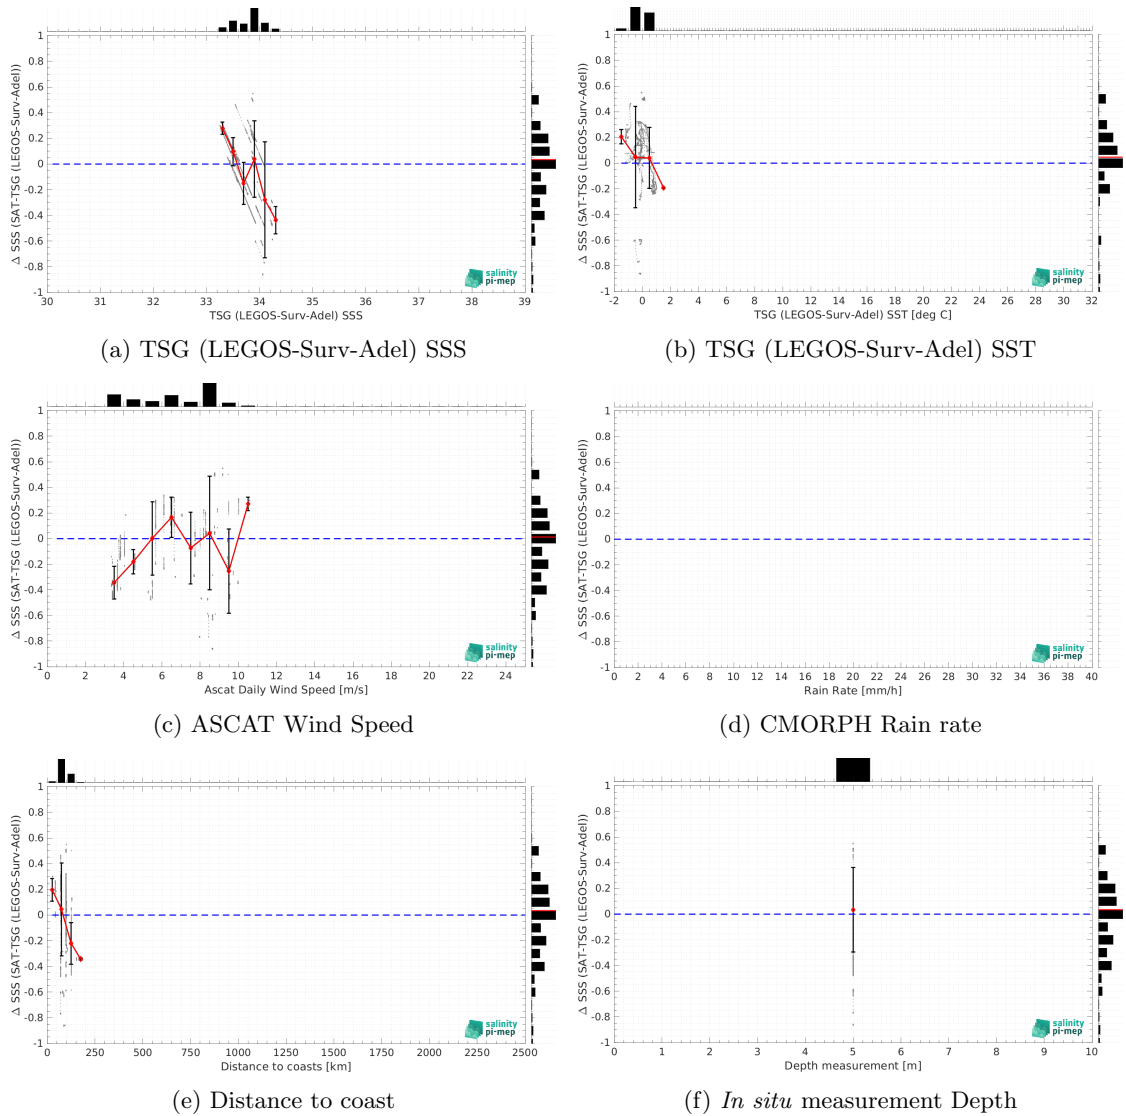 Δ SSS (SAT-TSG (LEGOS-Surv-Adel))
1
0.8
0.6
0.4
0.2
0
-0.2
-0.4
-0.6
-0.8
-1
30 31 32 33 34 35 36 37 38 39
TSG (LEGOS-Surv-Adel) SSS
salinity
pi-mep
(a) TSG (LEGOS-Surv-Adel) SSS
Δ SSS (SAT-TSG (LEGOS-Surv-Adel))
1
0.8
0.6
0.4
0.2
0
-0.2
-0.4
-0.6
-0.8
-1
-2 0 2 4 6 8 10 12 14 16 18 20 22 24 26 28 30 32
TSG (LEGOS-Surv-Adel) SST [deg C]
salinity
pi-mep
(b) TSG (LEGOS-Surv-Adel) SST
Δ SSS (SAT-TSG (LEGOS-Surv-Adel))
1
0.8
0.6
0.4
0.2
0
-0.2
-0.4
-0.6
-0.8
-1
0 2 4 6 8 10 12 14 16 18 20 22 24
Ascat Daily Wind Speed [m/s]
salinity
pi-mep
(c) ASCAT Wind Speed
Δ SSS (SAT-TSG (LEGOS-Surv-Adel))
1
0.8
0.6
0.4
0.2
0
-0.2
-0.4
-0.6
-0.8
-1
0 2 4 6 8 10 12 14 16 18 20 22 24 26 28 30 32 34 36 38 40
Rain Rate [mm/h]
salinity
pi-mep
(d) CMORPH Rain rate
Δ SSS (SAT-TSG (LEGOS-Surv-Adel))
1
0.8
0.6
0.4
0.2
0
-0.2
-0.4
-0.6
-0.8
-1
0 250 500 750 1000 1250 1500 1750 2000 2250 2500
Distance to coasts [km]
salinity
pi-mep
(e) Distance to coast
Δ SSS (SAT-TSG (LEGOS-Surv-Adel))
1
0.8
0.6
0.4
0.2
0
-0.2
-0.4
-0.6
-0.8
-1
0 1 2 3 4 5 6 7 8 9 10
Depth measurement [m]
salinity
pi-mep
(f) In situ measurement Depth